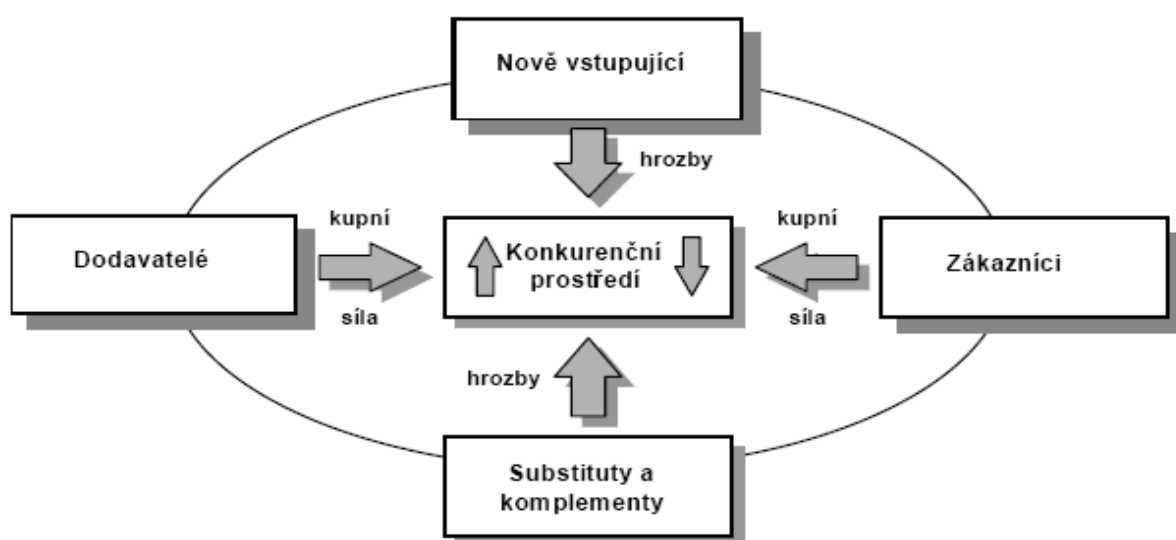 Nově vstupující
hrozby
Dodavatelé
kupní
síla
Konkurenční
prostředí
kupní
síla
Zákazníci
hrozby
Substituty a
komplementy